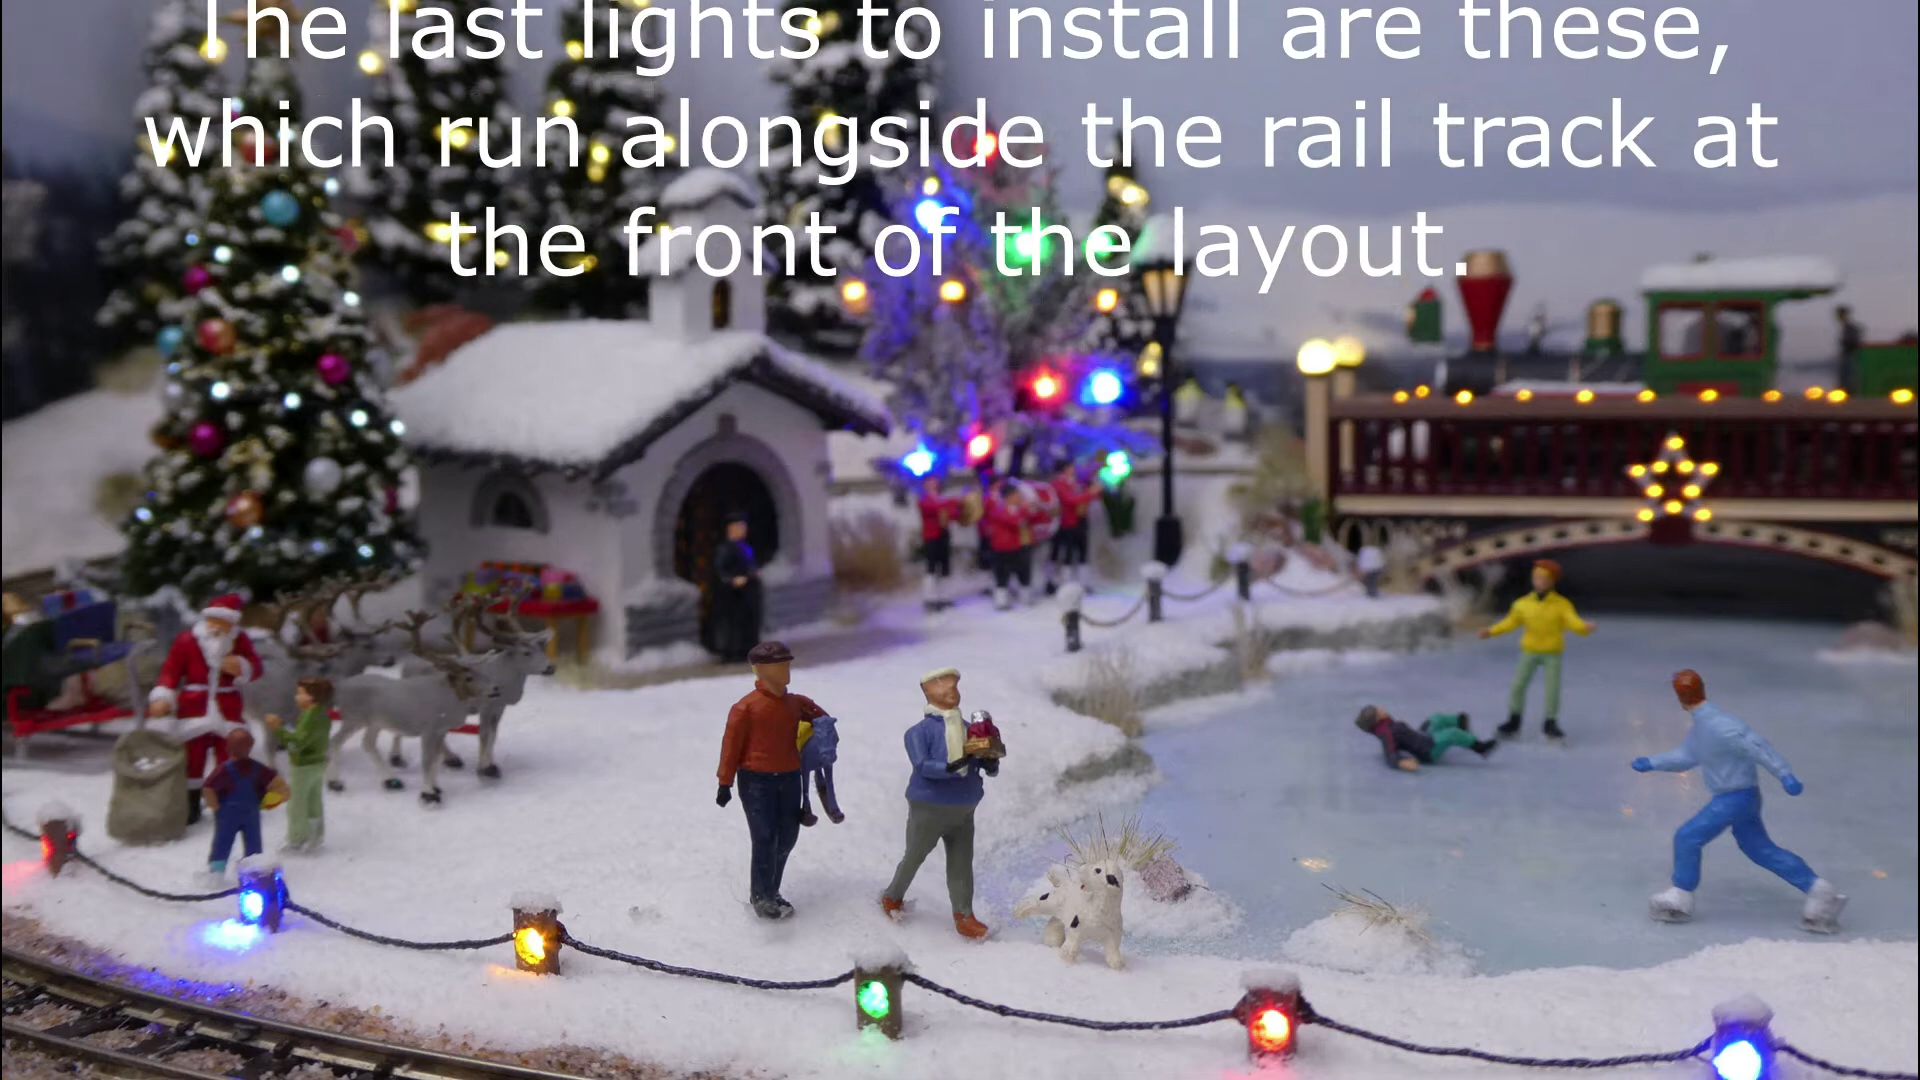 The last lights to install are these,
which run alongside the rail track at
the front of the layout.